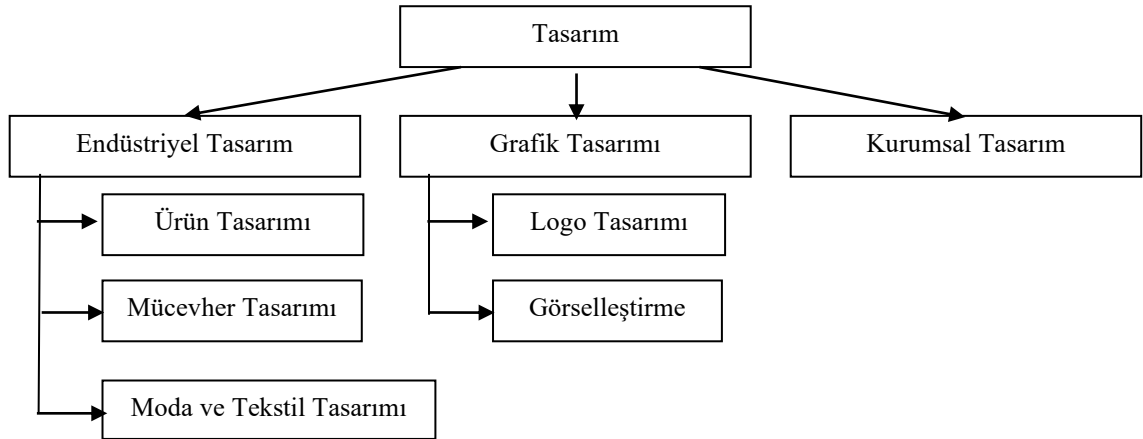 Tasarım
Endüstriyel Tasarım
Grafik Tasarımı
Kurumsal Tasarım
Ürün Tasarımı
Logo Tasarımı
Mücevher Tasarımı
Görselleştirme
Moda ve Tekstil Tasarımı